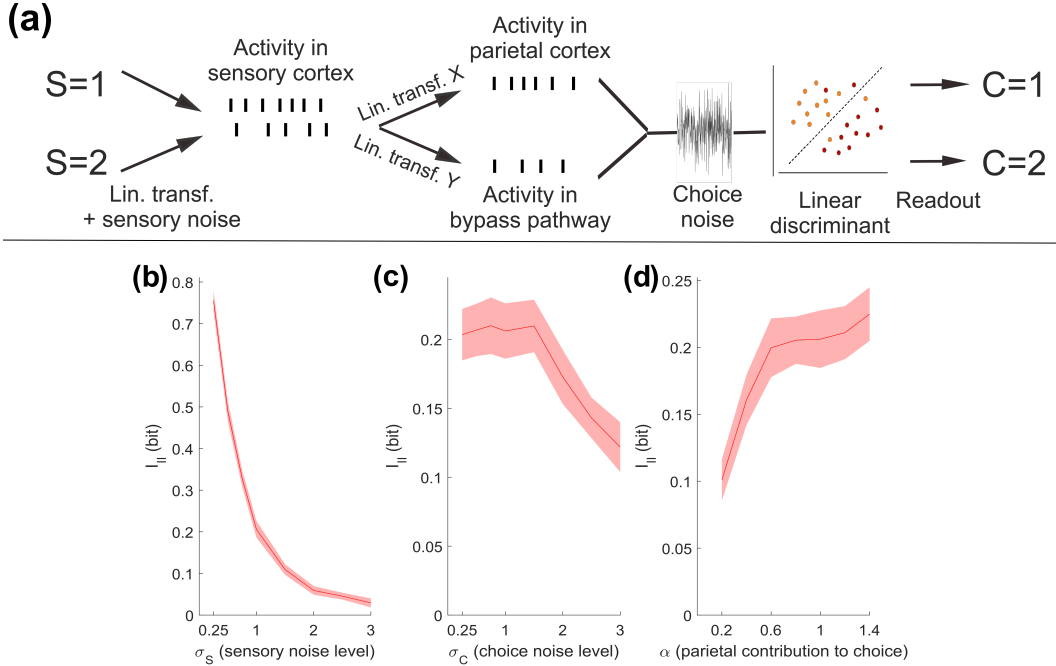 (a)
S=1
S=2
Lin. transf.
+ sensory noise
Activity in
sensory cortex
Lin. transf. X
Lin. transf. Y
Activity in
parietal cortex
Activity in
bypass pathway
Choice
noise
Linear
discriminant
Readout
C=1
C=2
(b)
0.8
0.7
0.6
0.5
0.4
0.3
0.2
0.1
0
I_II (bit)
0.25 1 2 3
σ_S (sensory noise level)
(c)
0.2
0.15
0.1
0.05
0
I_II (bit)
0.25 1 2 3
σ_C (choice noise level)
(d)
0.25
0.2
0.15
0.1
0.05
0
I_II (bit)
0.2 0.6 1 1.4
α (parietal contribution to choice)